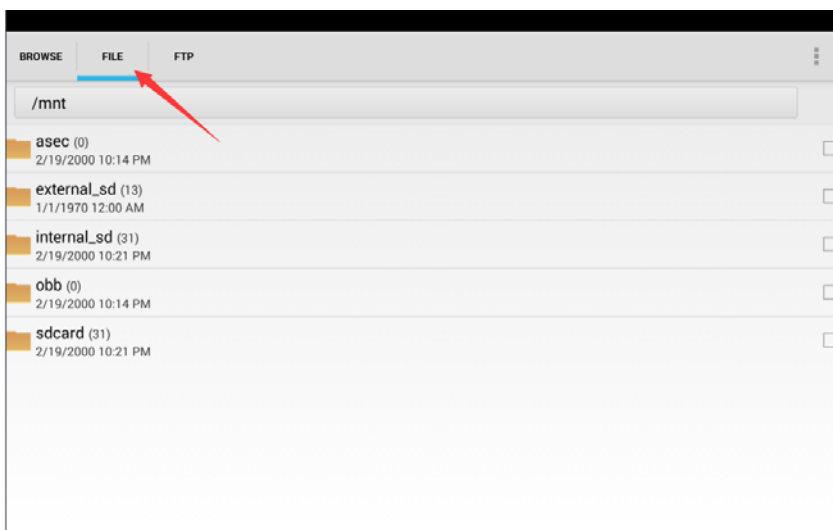 BROWSE FILE FTP
/mnt
asec (0)
2/19/2000 10:14 PM
external_sd (13)
1/1/1970 12:00 AM
internal_sd (31)
2/19/2000 10:21 PM
obb (0)
2/19/2000 10:14 PM
sdcard (31)
2/19/2000 10:21 PM